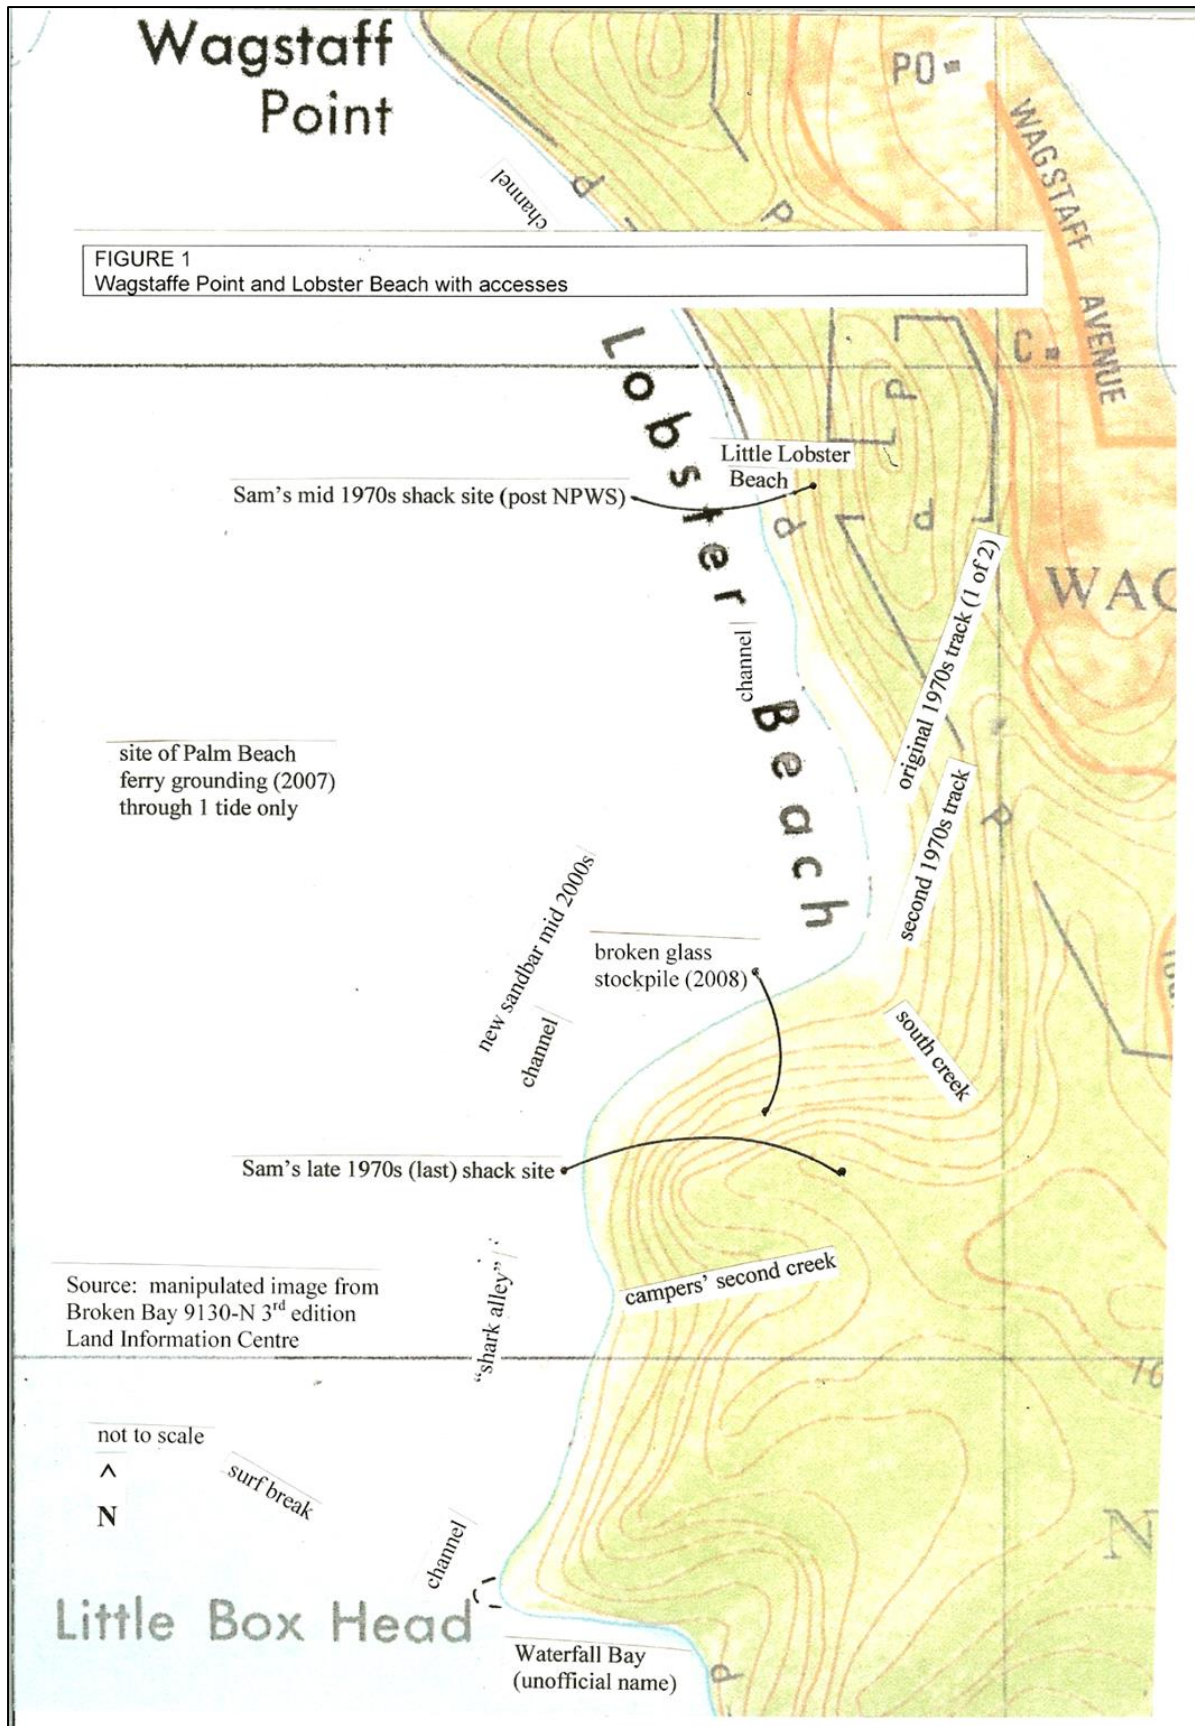 Wagstaff
Point
PO
WAGSTAFF AVENUE
channel
P
P
FIGURE 1
Wagstaffe Point and Lobster Beach with accesses
Lobster Beach
C
P
Little Lobster
Beach
Sam's mid 1970s shack site (post NPWS)
P
P
original 1970s track (1 of 2)
WAG
channel
site of Palm Beach
ferry grounding (2007)
through 1 tide only
second 1970s track
P
new sandbar mid 2000s
broken glass
stockpile (2008)
channel
south creek
Sam's late 1970s (last) shack site
"shark alley"
campers' second creek
Source: manipulated image from
Broken Bay 9130-N 3rd edition
Land Information Centre
not to scale
^
N
surf break
channel
N
Little Box Head
Waterfall Bay
(unofficial name)
P